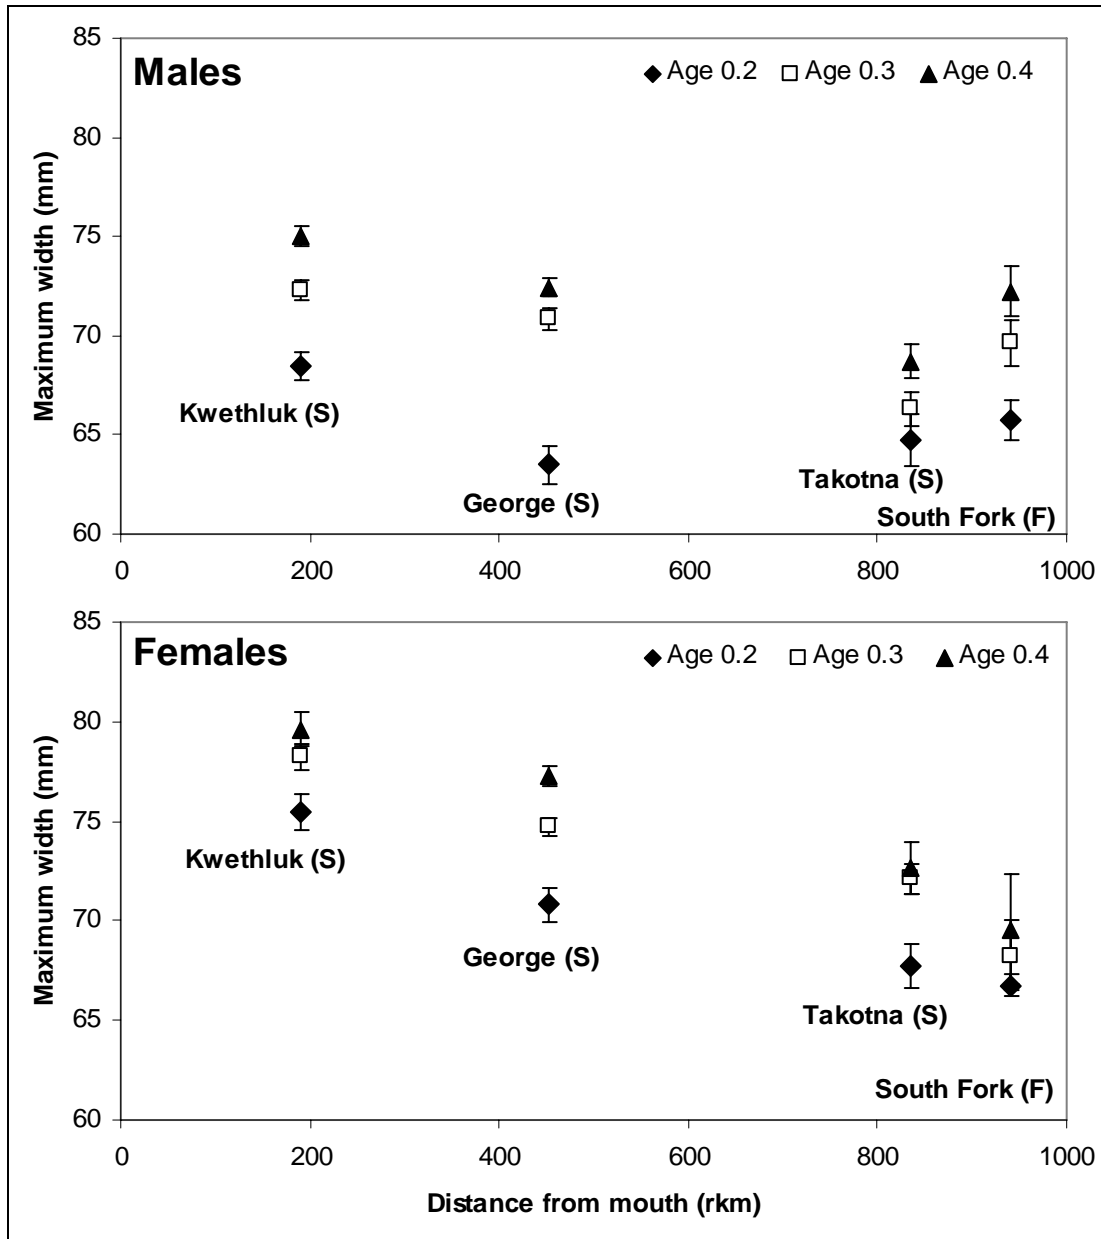 Males
Age 0.2 Age 0.3 Age 0.4
Maximum width (mm)
85
80
75
70
65
60
Kwethluk (S)
George (S)
Takotna (S)
South Fork (F)
0 200 400 600 800 1000
Females
Age 0.2 Age 0.3 Age 0.4
Maximum width (mm)
85
80
75
70
65
60
Kwethluk (S)
George (S)
Takotna (S)
South Fork (F)
0 200 400 600 800 1000
Distance from mouth (rkm)